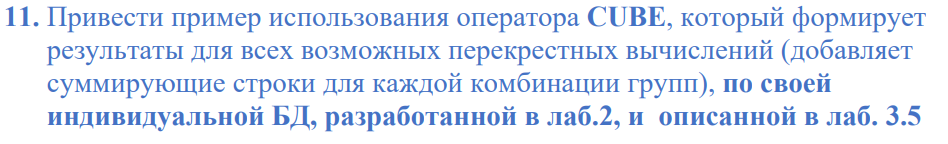 11. Привести пример использования оператора CUBE, который формирует
результаты для всех возможных перекрестных вычислений (добавляет
суммирующие строки для каждой комбинации групп), по своей
индивидуальной БД, разработанной в лаб.2, и описанной в лаб. 3.5